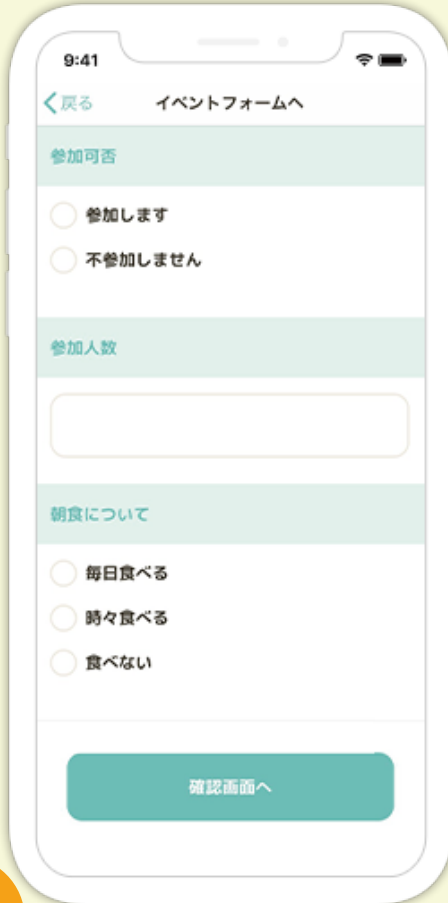 9:41
戻る
イベントフォームへ
参加可否
参加します
不参加しません
参加人数
朝食について
毎日食べる
時々食べる
食べない
確認画面へ